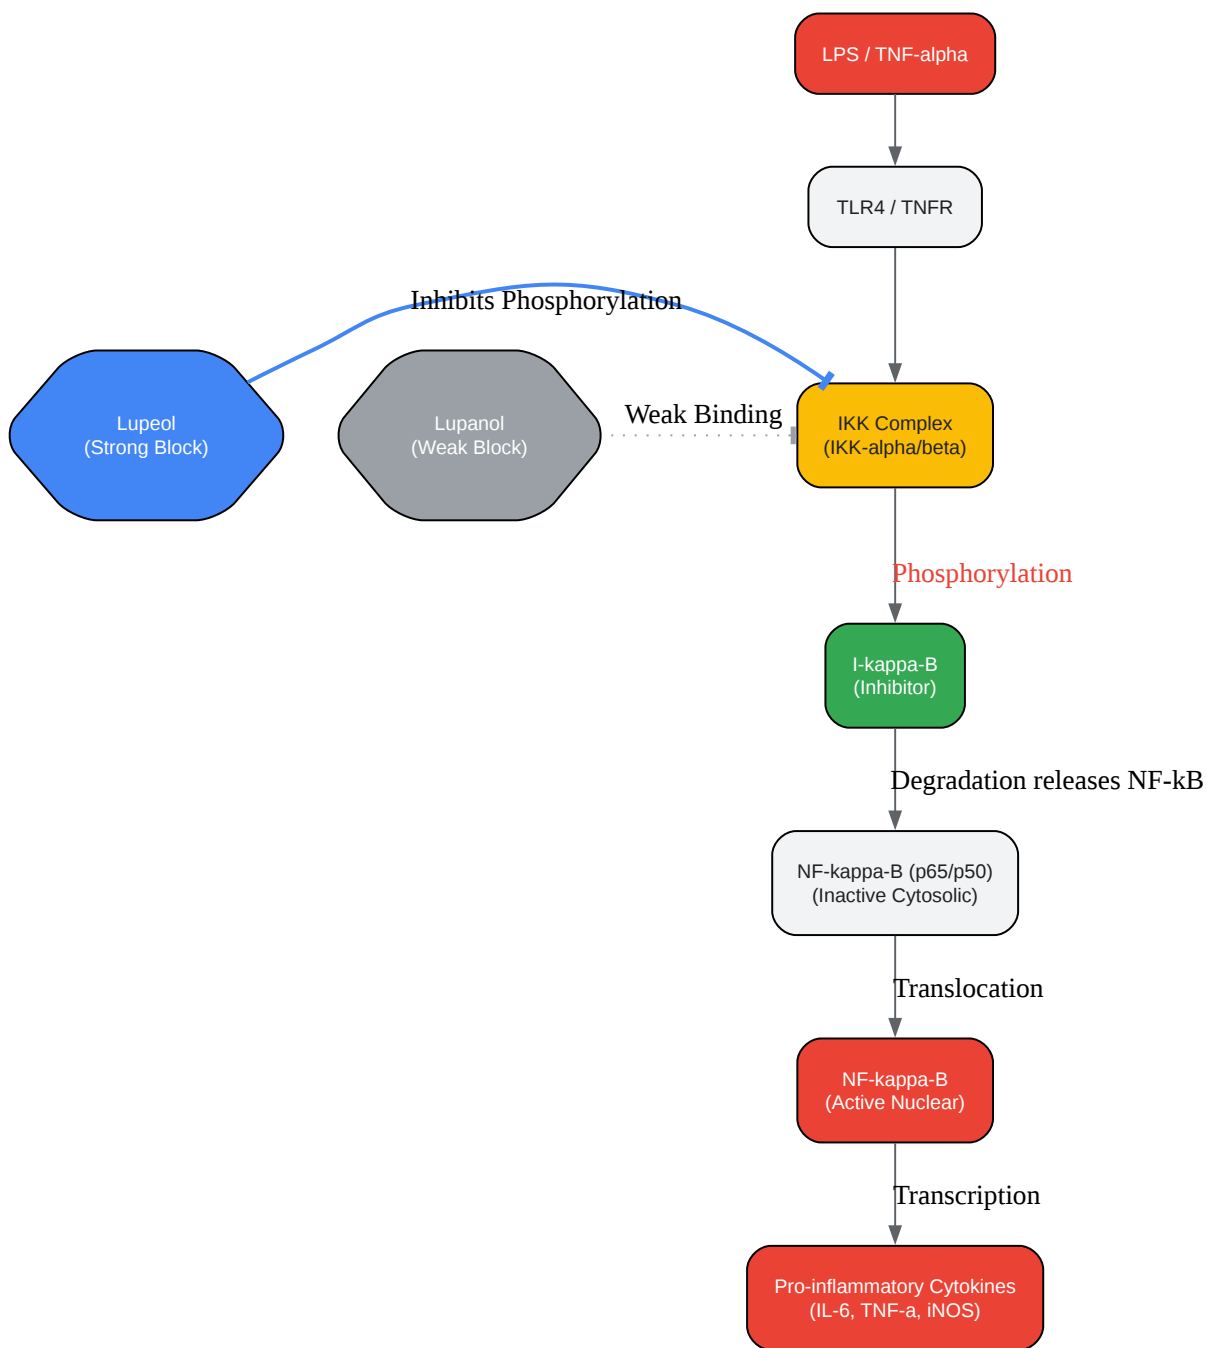 LPS / TNF-alpha
TLR4 / TNFR
Inhibits Phosphorylation
Lupeol
(Strong Block)
Lupanol
(Weak Block)
Weak Binding
IKK Complex
(IKK-alpha/beta)
Phosphorylation
I-kappa-B
(Inhibitor)
Degradation releases NF-kB
NF-kappa-B (p65/p50)
(Inactive Cytosolic)
Translocation
NF-kappa-B
(Active Nuclear)
Transcription
Pro-inflammatory Cytokines
(IL-6, TNF-a, iNOS)